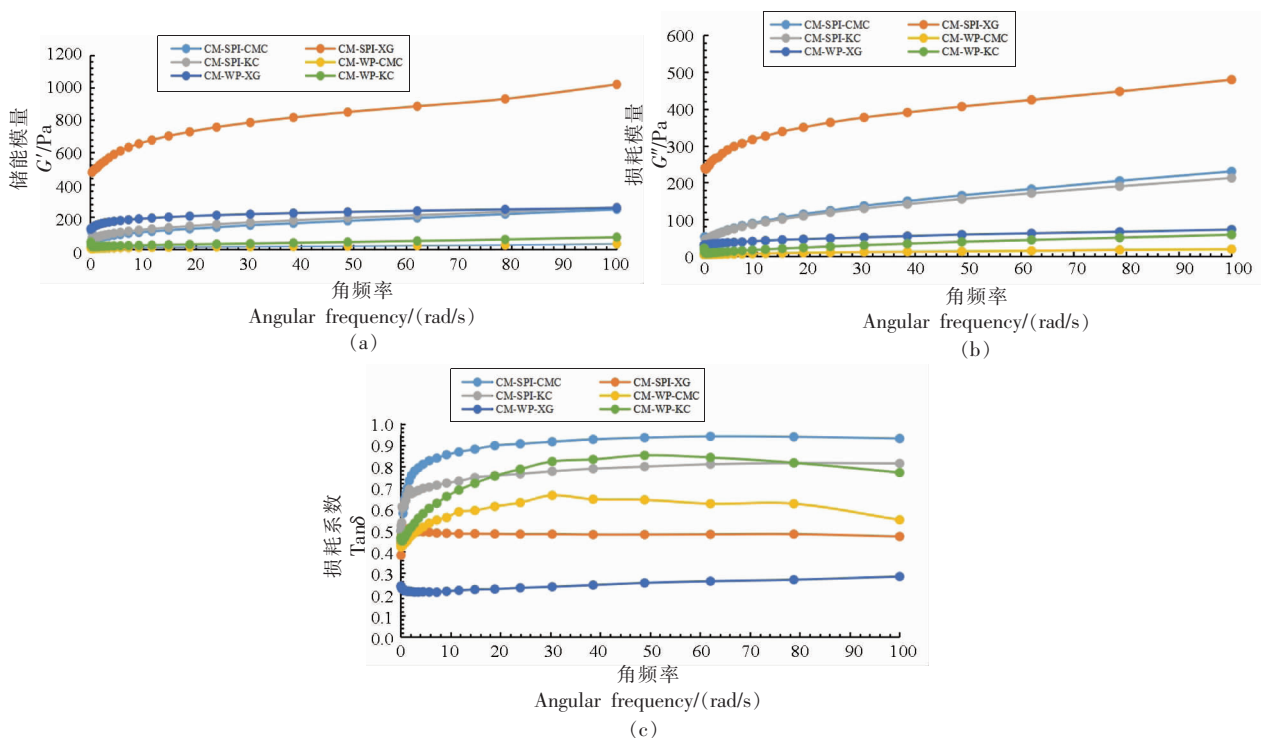 CM-SPI-CMC CM-SPI-XG
CM-SPI-KC CM-WP-CMC
CM-WP-XG CM-WP-KC
1200
1000
800
600
400
200
0
储能模量
G′/Pa
0 10 20 30 40 50 60 70 80 90 100
角频率
Angular frequency/(rad/s)
(a)
CM-SPI-CMC CM-SPI-XG
CM-SPI-KC CM-WP-CMC
CM-WP-XG CM-WP-KC
600
500
400
300
200
100
0
损耗模量
G″/Pa
0 10 20 30 40 50 60 70 80 90 100
角频率
Angular frequency/(rad/s)
(b)
CM-SPI-CMC CM-SPI-XG
CM-SPI-KC CM-WP-CMC
CM-WP-XG CM-WP-KC
1.0
0.9
0.8
0.7
0.6
0.5
0.4
0.3
0.2
0.1
0.0
损耗系数
Tanδ
0 10 20 30 40 50 60 70 80 90 100
角频率
Angular frequency/(rad/s)
(c)